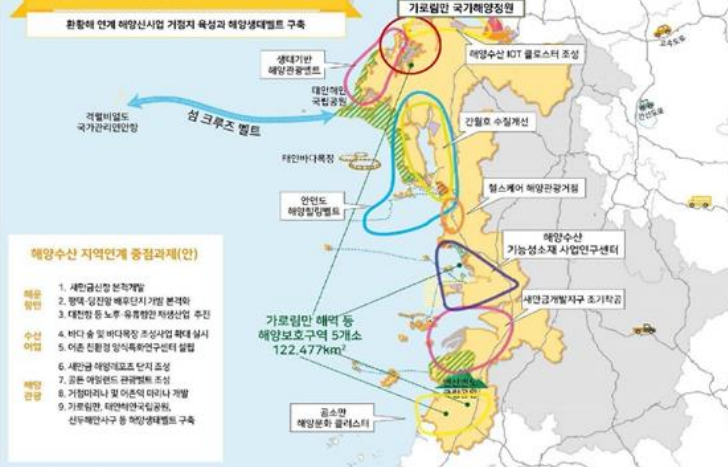 환황해 연계 해양신사업 거점지 육성과 해양생태벨트 구축
가로림만 국가해양정원
생태기반
해양관광벨트
해양수산 IOT 클로스터 조성
고속도로
태안해안
국립공원
격렬비열도
국가관리연안항
섬 크루즈 벨트
간월호 수질개선
태안바다목장
안면도
해양힐링벨트
헬스케어 해양관광거점
해양수산
기능성소재 사업연구센터
새만금개발지구 조기착공
가로림만 해역 등
해양보호구역 5개소
122.477km²
곰소만
해양문화 클러스터
해양수산 지역연계 중점과제(안)
해운
항만
1. 새만금신항 본격개발
2. 평택·당진항 배후단지 개발 본격화
3. 대천항 등 노후·유휴항만 재생사업 추진
수산
어업
4. 바다 숲 및 바다목장 조성사업 확대 실시
5. 어촌 친환경 양식특화연구센터 설립
해양
관광
6. 새만금 해양레포츠 단지 조성
7. 골든 아일랜드 관광벨트 조성
8. 거점마리나 및 어촌역 마리나 개발
9. 가로림만, 태안해안국립공원,
신두해안사구 등 해양생태벨트 구축